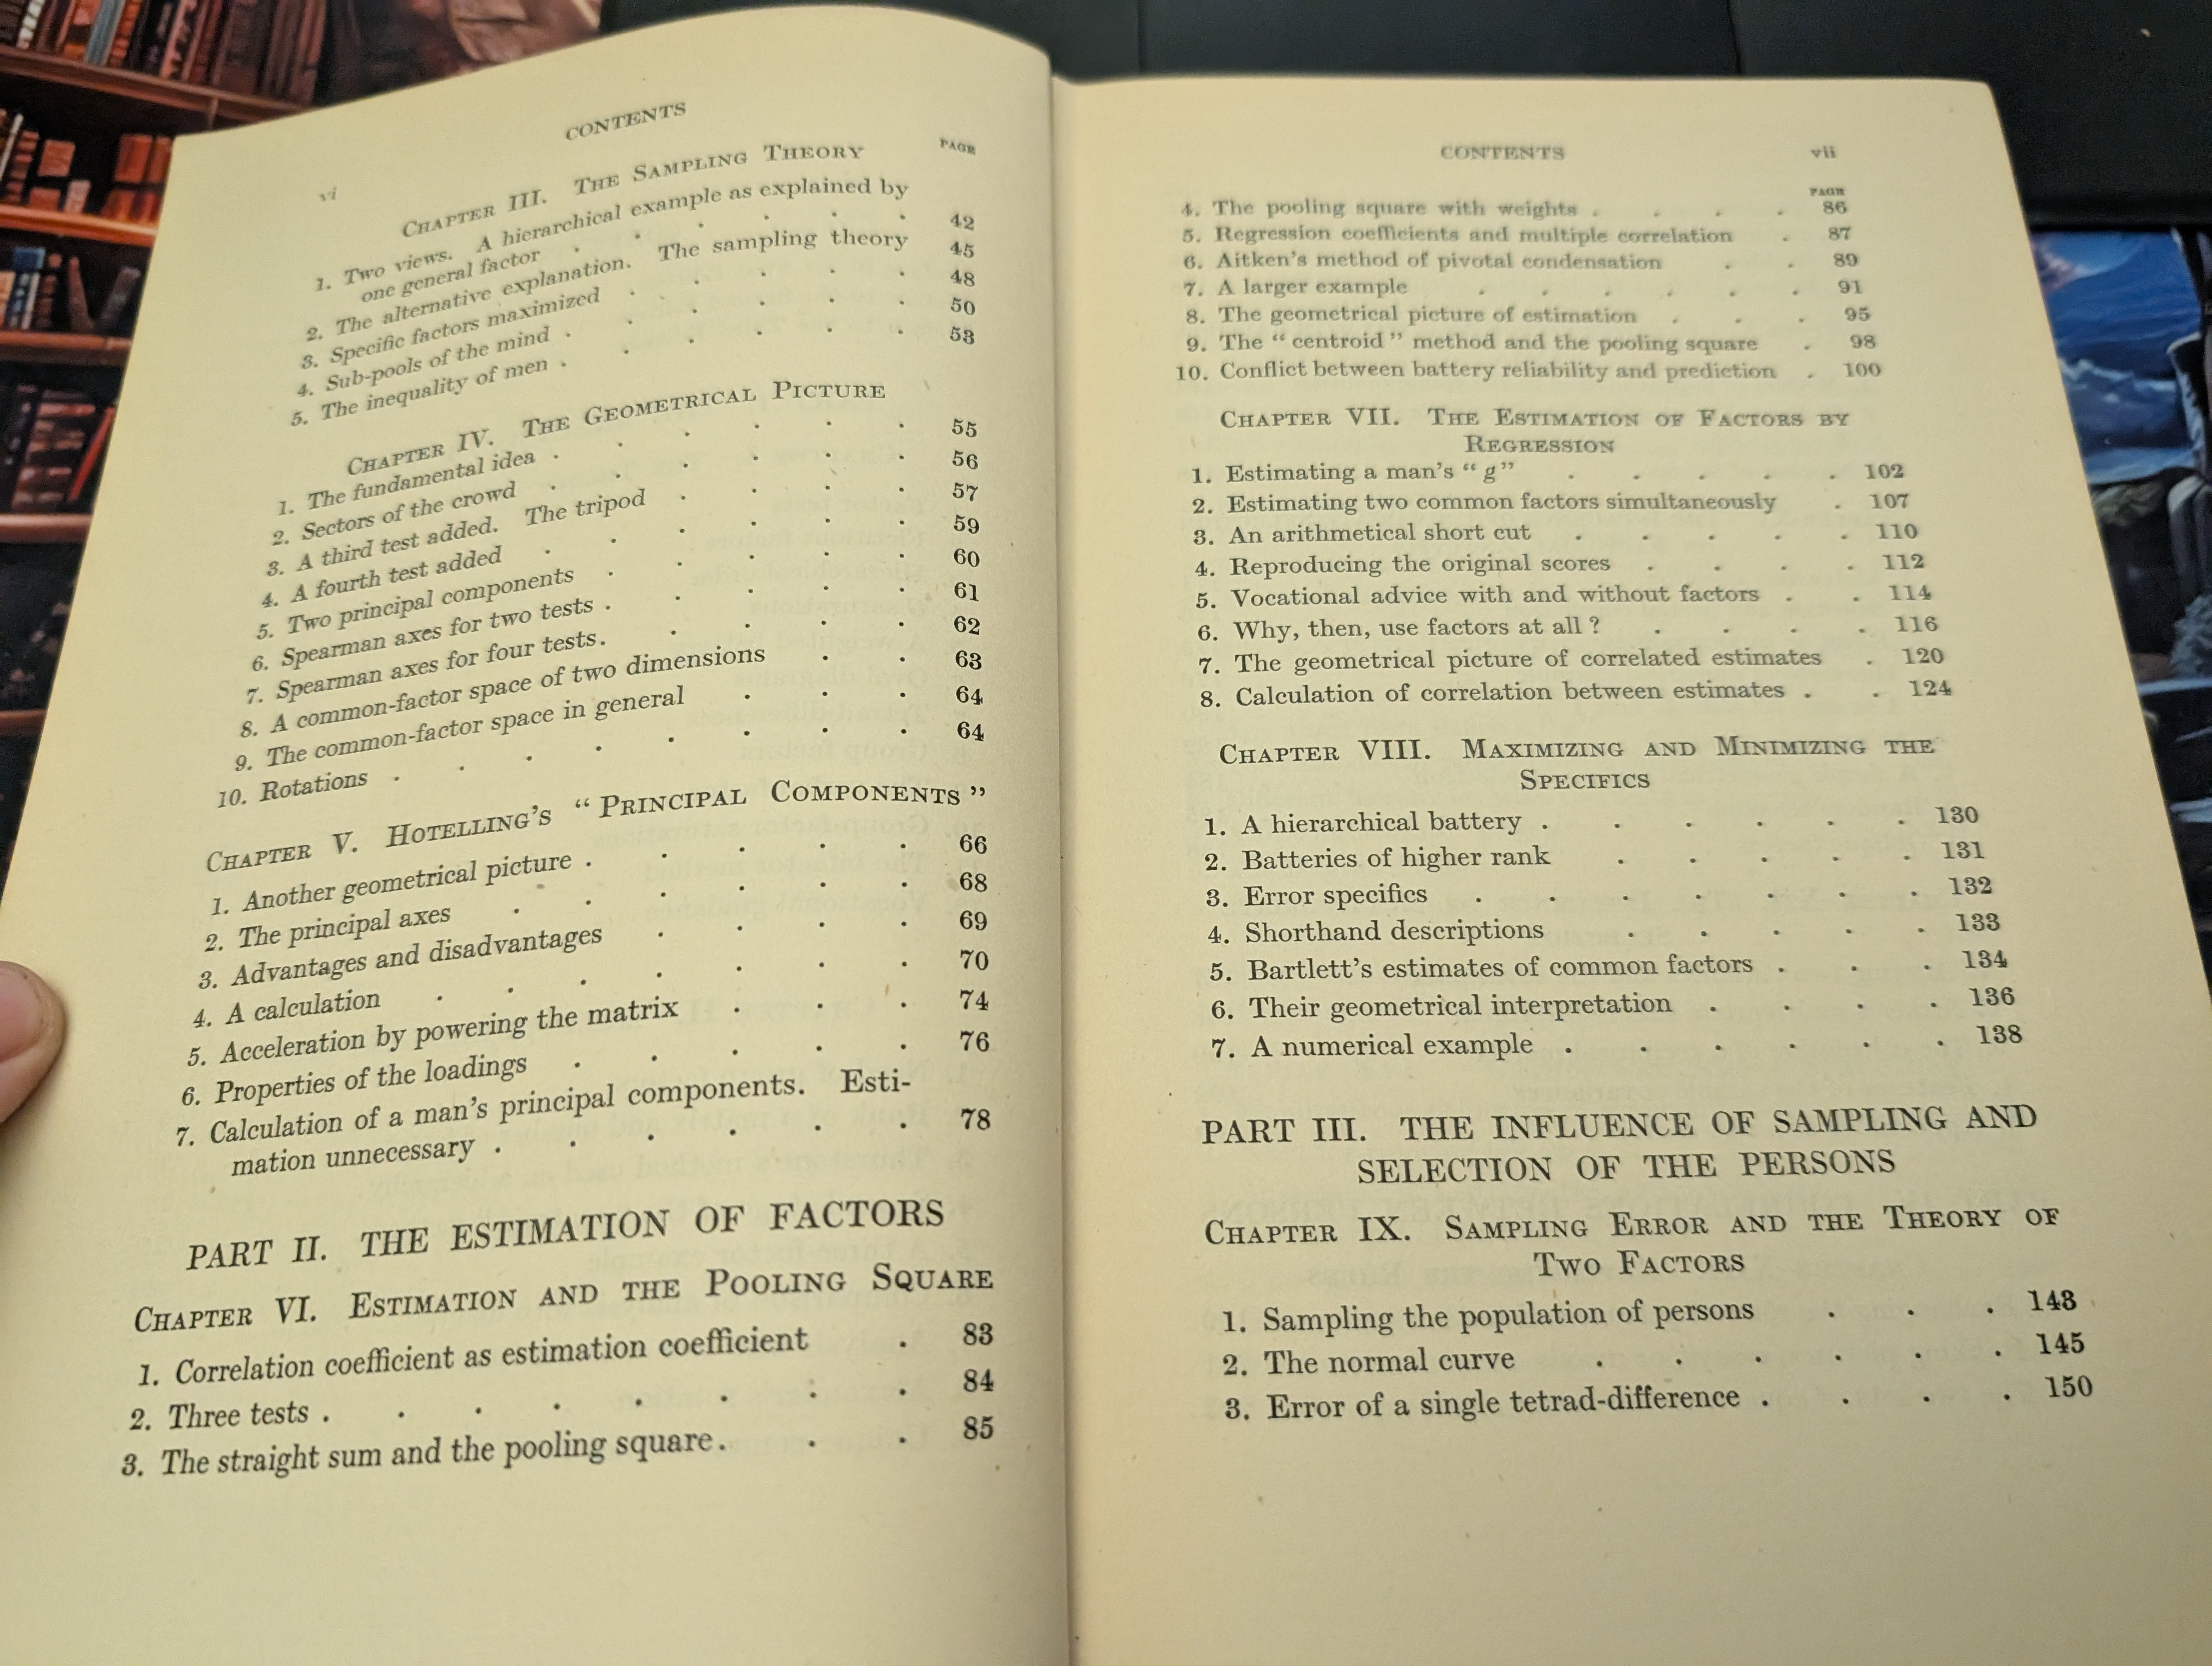 vi
CONTENTS
PAGE
CHAPTER III. THE SAMPLING THEORY
1. Two views. A hierarchical example as explained by
one general factor . . . . . 42
2. The alternative explanation. The sampling theory 45
3. Specific factors maximized . . . . 48
4. Sub-pools of the mind . . . . . 50
5. The inequality of men . . . . . 53
CHAPTER IV. THE GEOMETRICAL PICTURE
1. The fundamental idea . . . . . 55
2. Sectors of the crowd . . . . . 56
3. A third test added. The tripod . . . 57
4. A fourth test added . . . . . 59
5. Two principal components . . . . 60
6. Spearman axes for two tests . . . . 61
7. Spearman axes for four tests . . . . 62
8. A common-factor space of two dimensions . . 63
9. The common-factor space in general . . . 64
10. Rotations . . . . . . . 64
CHAPTER V. HOTELLING'S “ PRINCIPAL COMPONENTS ”
1. Another geometrical picture . . . . 66
2. The principal axes . . . . . 68
3. Advantages and disadvantages . . . . 69
4. A calculation . . . . . . 70
5. Acceleration by powering the matrix . . . 74
6. Properties of the loadings . . . . 76
7. Calculation of a man's principal components. Esti-
mation unnecessary . . . . . . 78
PART II. THE ESTIMATION OF FACTORS
CHAPTER VI. ESTIMATION AND THE POOLING SQUARE
1. Correlation coefficient as estimation coefficient . 83
2. Three tests . . . . . . . 84
3. The straight sum and the pooling square . . . 85
CONTENTS vii
PAGE
4. The pooling square with weights . . . . 86
5. Regression coefficients and multiple correlation . 87
6. Aitken's method of pivotal condensation . . 89
7. A larger example . . . . . . 91
8. The geometrical picture of estimation . . . 95
9. The “ centroid ” method and the pooling square . 98
10. Conflict between battery reliability and prediction . 100
CHAPTER VII. THE ESTIMATION OF FACTORS BY
REGRESSION
1. Estimating a man's “ g ” . . . . . 102
2. Estimating two common factors simultaneously . 107
3. An arithmetical short cut . . . . . 110
4. Reproducing the original scores . . . . 112
5. Vocational advice with and without factors . . 114
6. Why, then, use factors at all ? . . . . 116
7. The geometrical picture of correlated estimates . 120
8. Calculation of correlation between estimates . . 124
CHAPTER VIII. MAXIMIZING AND MINIMIZING THE
SPECIFICS
1. A hierarchical battery . . . . . . 130
2. Batteries of higher rank . . . . . 131
3. Error specifics . . . . . . . 132
4. Shorthand descriptions . . . . . 133
5. Bartlett's estimates of common factors . . . 134
6. Their geometrical interpretation . . . . 136
7. A numerical example . . . . . . 138
PART III. THE INFLUENCE OF SAMPLING AND
SELECTION OF THE PERSONS
CHAPTER IX. SAMPLING ERROR AND THE THEORY OF
TWO FACTORS
1. Sampling the population of persons . . . 143
2. The normal curve . . . . . . 145
3. Error of a single tetrad-difference . . . . 150